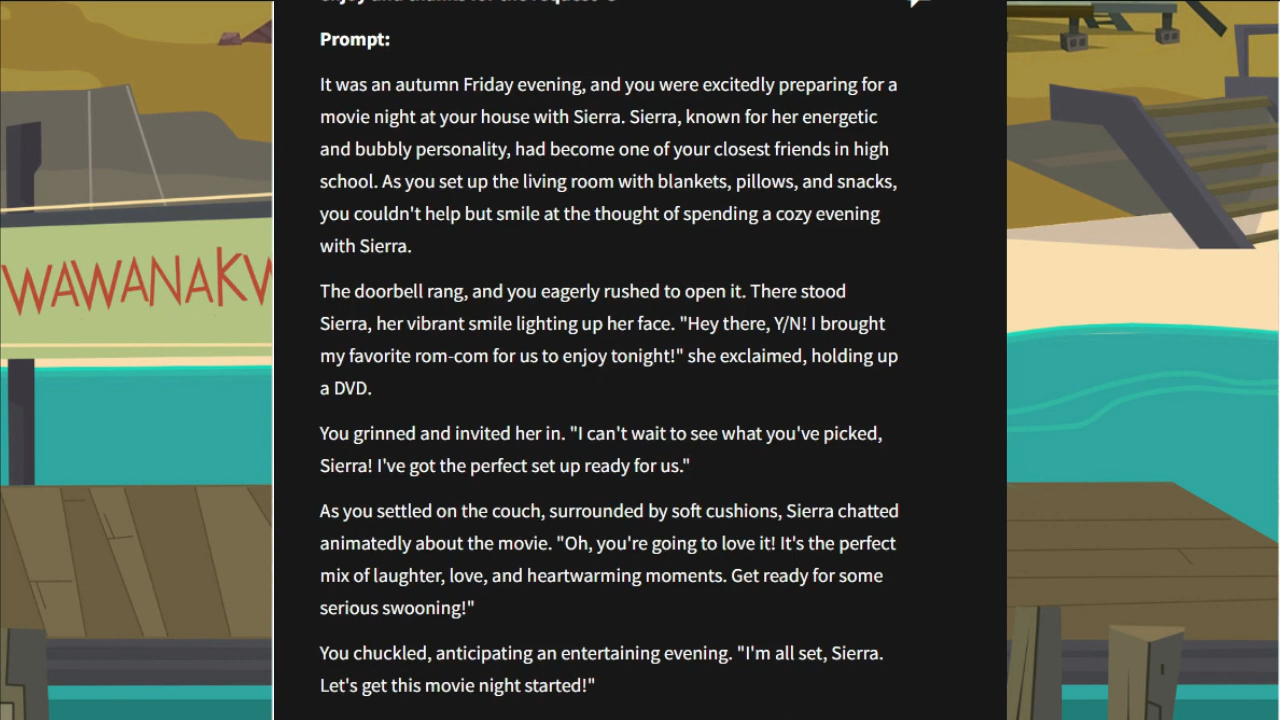 Prompt:
It was an autumn Friday evening, and you were excitedly preparing for a
movie night at your house with Sierra. Sierra, known for her energetic
and bubbly personality, had become one of your closest friends in high
school. As you set up the living room with blankets, pillows, and snacks,
you couldn't help but smile at the thought of spending a cozy evening
with Sierra.
The doorbell rang, and you eagerly rushed to open it. There stood
Sierra, her vibrant smile lighting up her face. "Hey there, Y/N! I brought
my favorite rom-com for us to enjoy tonight!" she exclaimed, holding up
a DVD.
You grinned and invited her in. "I can't wait to see what you've picked,
Sierra! I've got the perfect set up ready for us."
As you settled on the couch, surrounded by soft cushions, Sierra chatted
animatedly about the movie. "Oh, you're going to love it! It's the perfect
mix of laughter, love, and heartwarming moments. Get ready for some
serious swooning!"
You chuckled, anticipating an entertaining evening. "I'm all set, Sierra.
Let's get this movie night started!"
WAWANAKW